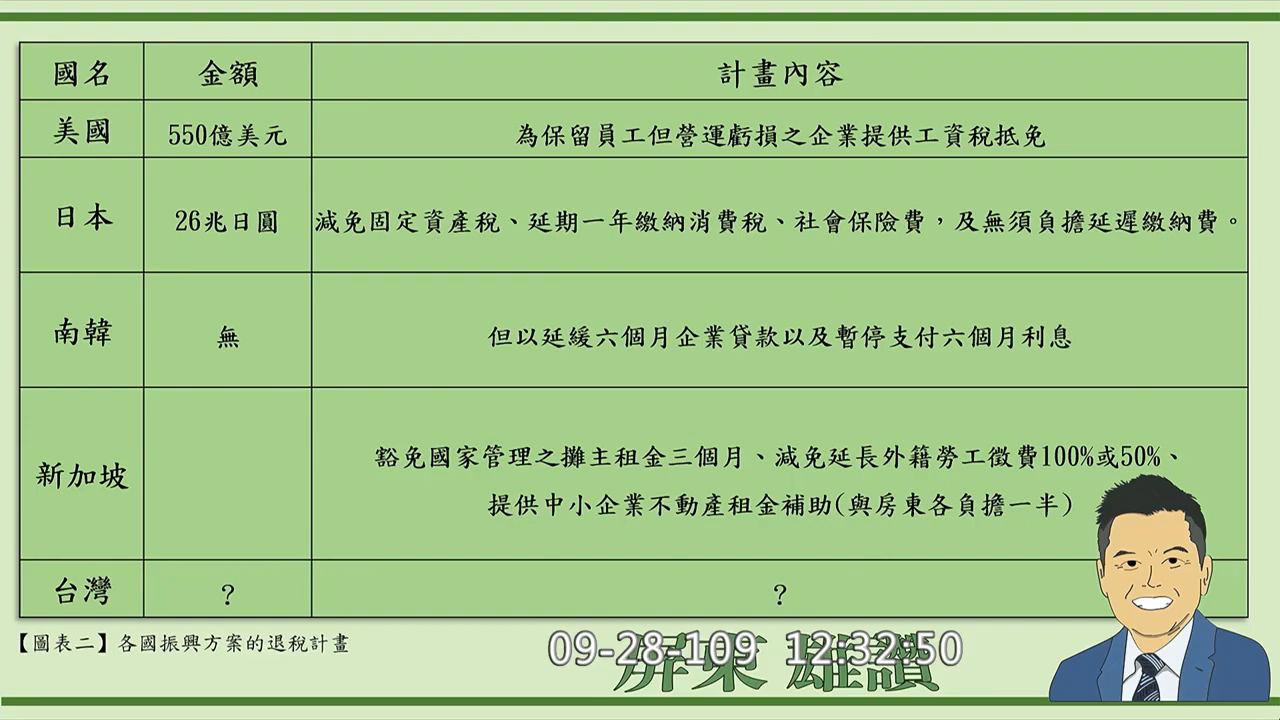 國名 金額 計畫內容
美國 550億美元 為保留員工但營運虧損之企業提供工資稅抵免
日本 26兆日圓 減免固定資產稅、延期一年繳納消費稅、社會保險費，及無須負擔延遲繳納費。
南韓 無 但以延緩六個月企業貸款以及暫停支付六個月利息
新加坡 豁免國家管理之攤主租金三個月、減免延長外籍勞工徵費100%或50%、
提供中小企業不動產租金補助(與房東各負擔一半)
台灣 ? ?
【圖表二】各國振興方案的退稅計畫
09-28-109 12:32:50
屏東 雄讚